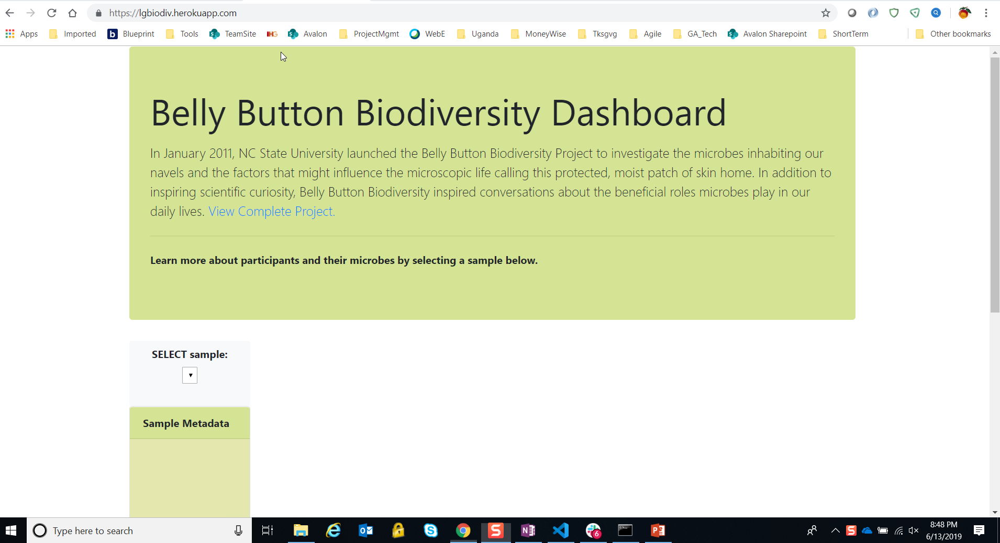 https://lgbiodiv.herokuapp.com
Apps Imported b Blueprint Tools TeamSite IHG Avalon ProjectMgmt WebE Uganda MoneyWise Tksgvg Agile GA_Tech Avalon Sharepoint ShortTerm Other bookmarks
Belly Button Biodiversity Dashboard
In January 2011, NC State University launched the Belly Button Biodiversity Project to investigate the microbes inhabiting our
navels and the factors that might influence the microscopic life calling this protected, moist patch of skin home. In addition to
inspiring scientific curiosity, Belly Button Biodiversity inspired conversations about the beneficial roles microbes play in our
daily lives. View Complete Project.
Learn more about participants and their microbes by selecting a sample below.
SELECT sample:
Sample Metadata
Type here to search
6
8:48 PM
6/13/2019